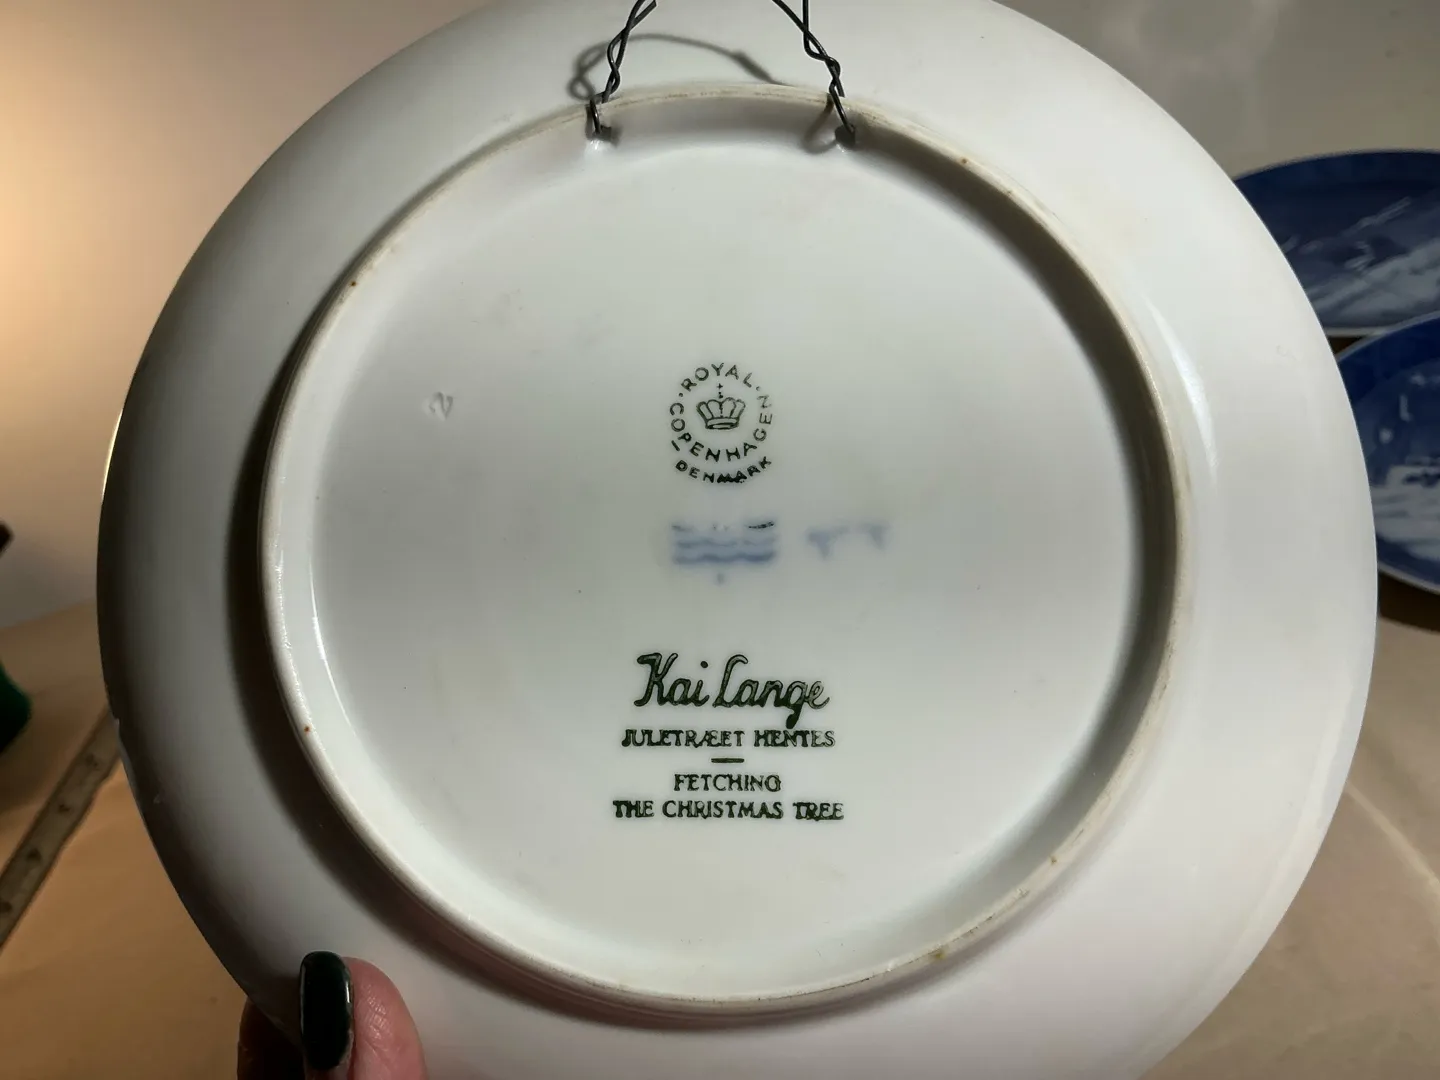 ROYAL
COPENHAGEN
DENMARK
Kai Lange
JULETRÆET HENTES
FETCHING
THE CHRISTMAS TREE